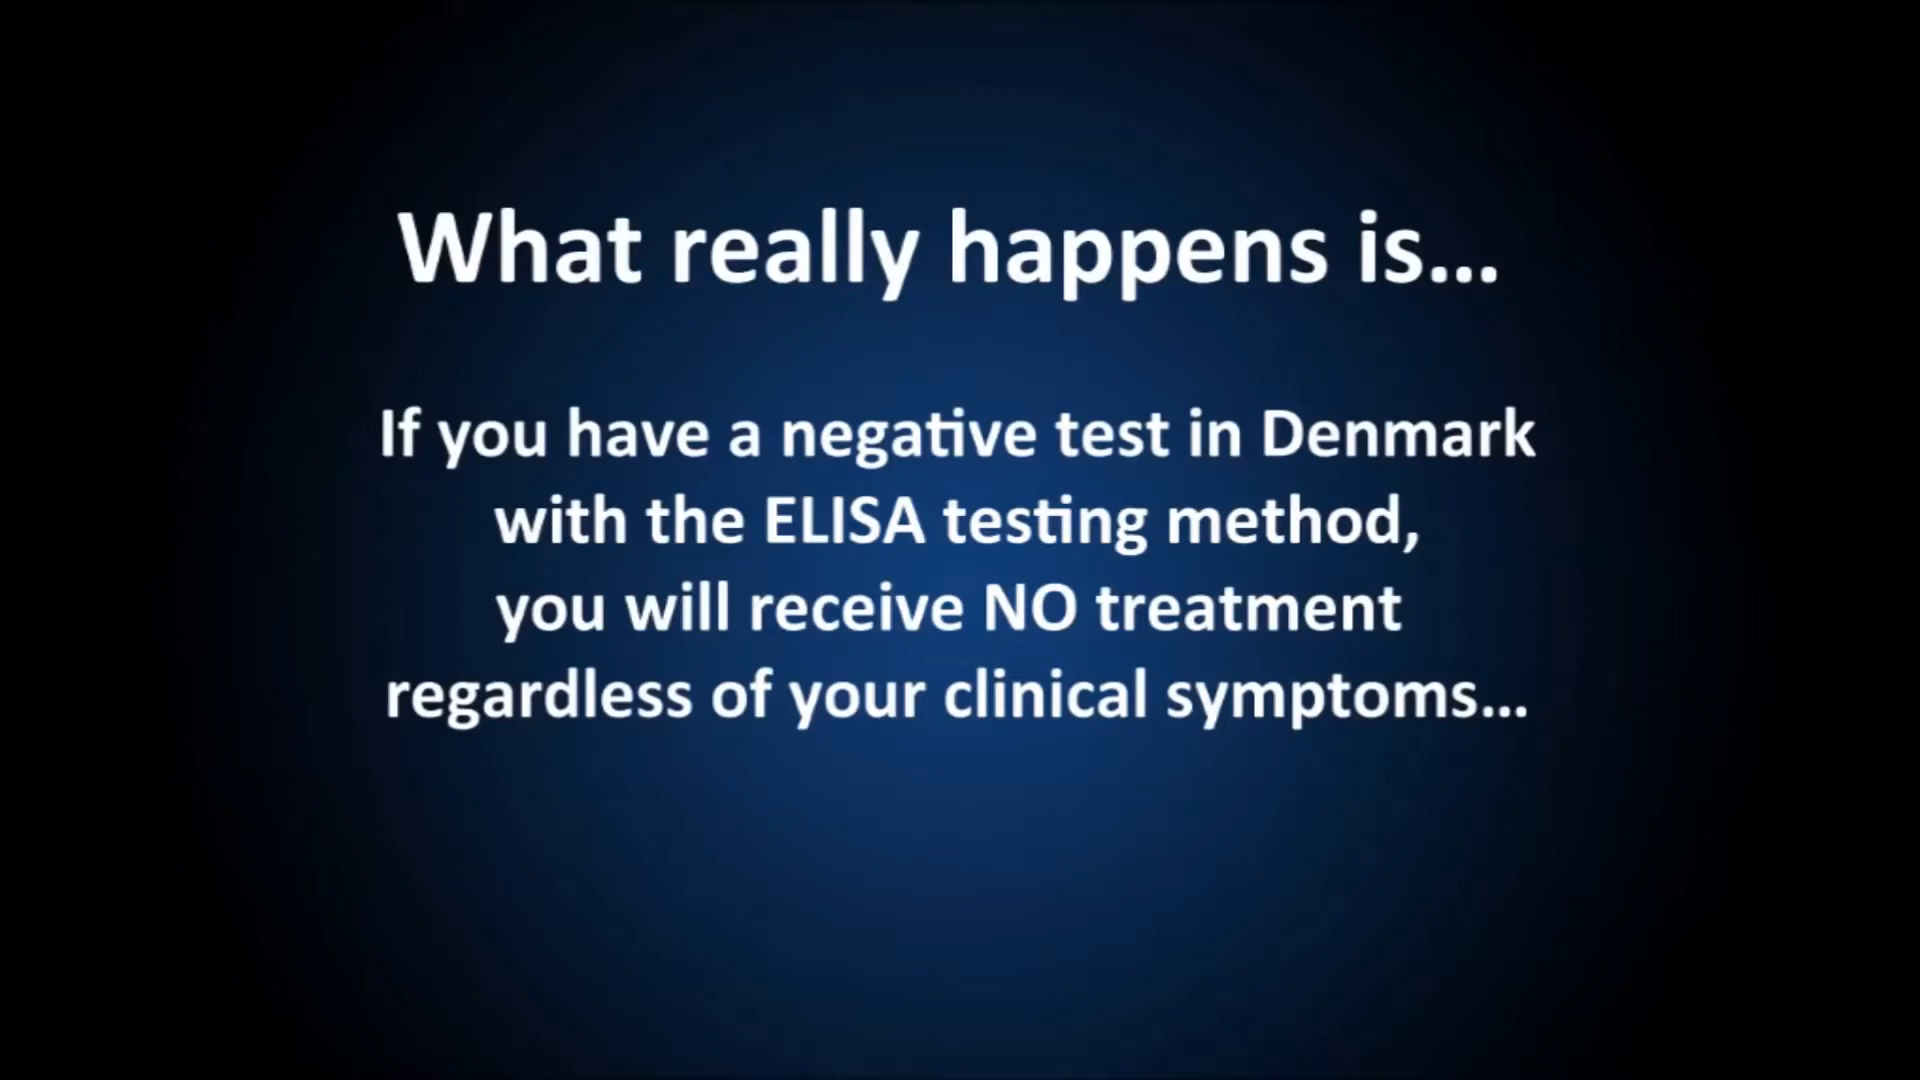 What really happens is...
If you have a negative test in Denmark
with the ELISA testing method,
you will receive NO treatment
regardless of your clinical symptoms...